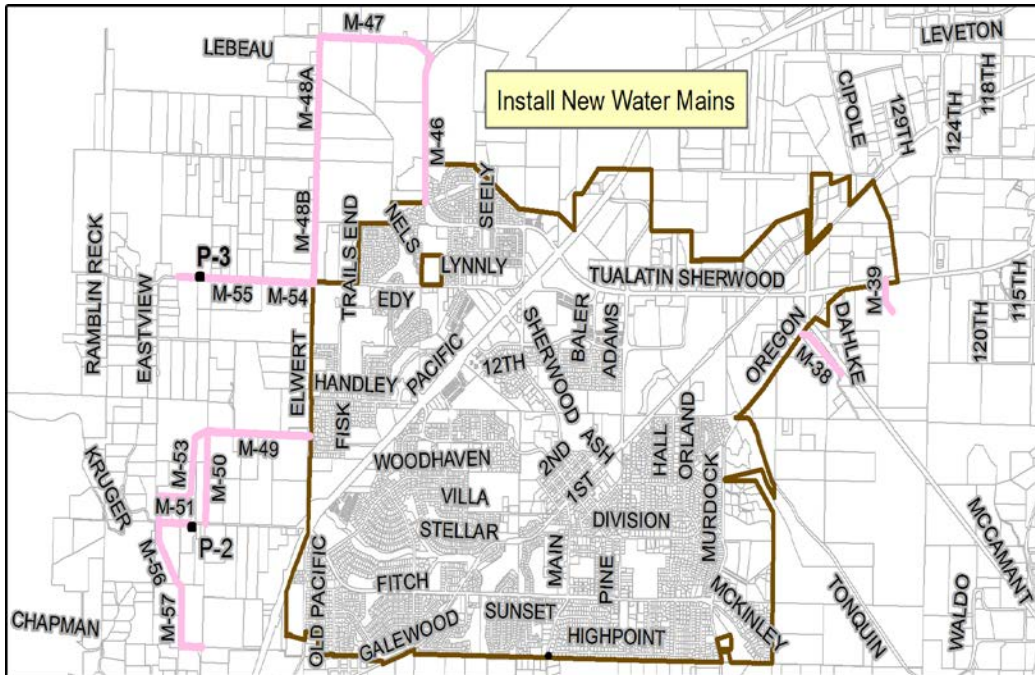 M-47
LEBEAU
LEVETON
M-48A
Install New Water Mains
CIPOLE
129TH
124TH
118TH
M-46
SEELY
M-48B
TRAILS END
NELS
RAMBLIN RECK
EASTVIEW
P-3
LYNNLY
TUALATIN SHERWOOD
M-55
M-54
EDY
M-39
115TH
120TH
DAHLKE
OREGON
M-38
BALER
ADAMS
SHERWOOD
PACIFIC
12TH
ELWERT
HANDLEY
FISK
M-49
M-53
M-50
KRUGER
WOODHAVEN
2ND
ASH
1ST
HALL
ORLAND
MURDOCK
M-51
VILLA
P-2
STELLAR
DIVISION
MCCAMANT
M-56
MAIN
PINE
FITCH
M-57
CHAPMAN
OLD PACIFIC
GALEWOOD
SUNSET
HIGHPOINT
MCKINLEY
TONQUIN
WALDO